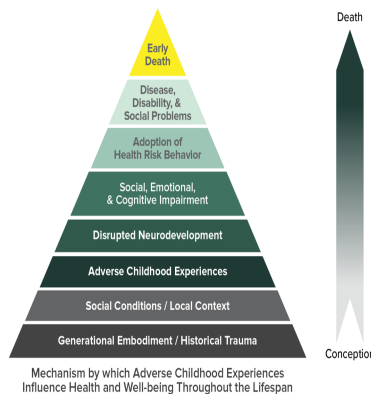 Death
Early
Death
Disease,
Disability, &
Social Problems
Adoption of
Health Risk Behavior
Social, Emotional,
& Cognitive Impairment
Disrupted Neurodevelopment
Adverse Childhood Experiences
Social Conditions / Local Context
Generational Embodiment / Historical Trauma
Conception
Mechanism by which Adverse Childhood Experiences
Influence Health and Well-being Throughout the Lifespan